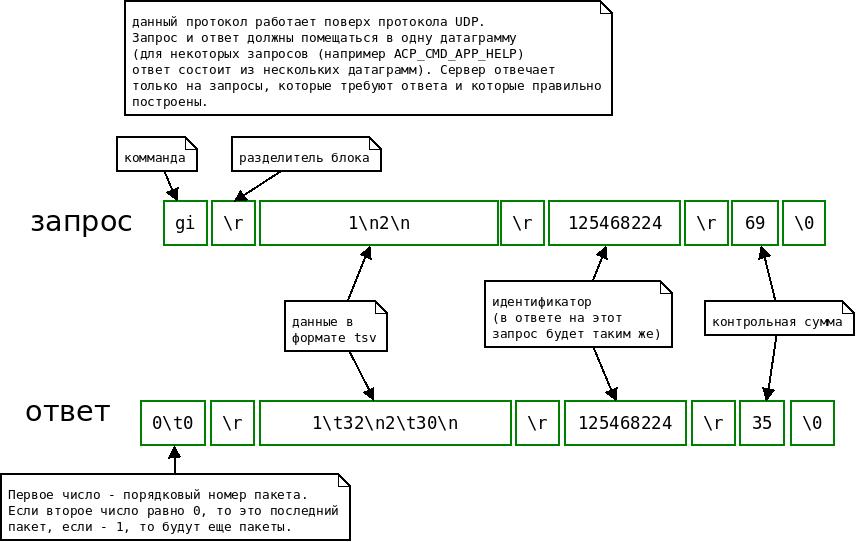 данный протокол работает поверх протокола UDP.
Запрос и ответ должны помещаться в одну датаграмму
(для некоторых запросов (например ACP_CMD_APP_HELP)
ответ состоит из нескольких датаграмм). Сервер отвечает
только на запросы, которые требуют ответа и которые правильно
построены.
комманда
разделитель блока
запрос
gi
\r
1\n2\n
\r
125468224
\r
69
\0
данные в
формате tsv
идентификатор
(в ответе на этот
запрос будет таким же)
контрольная сумма
ответ
0\t0
\r
1\t32\n2\t30\n
\r
125468224
\r
35
\0
Первое число - порядковый номер пакета.
Если второе число равно 0, то это последний
пакет, если - 1, то будут еще пакеты.